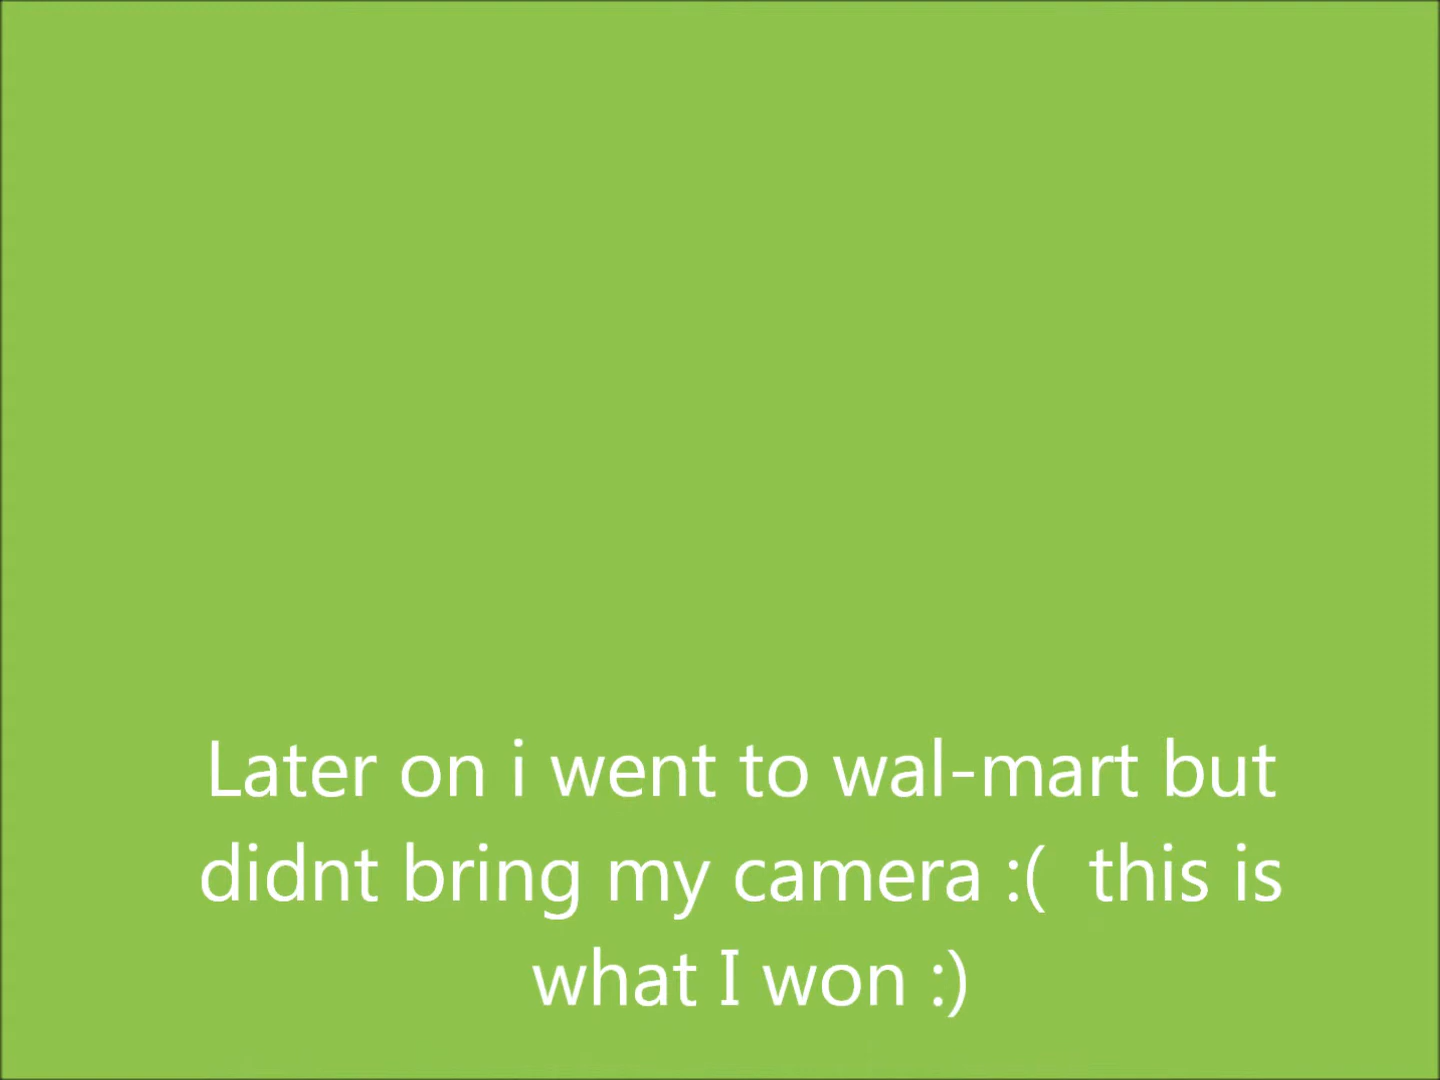 Later on i went to wal-mart but
didnt bring my camera :(  this is
what I won :)